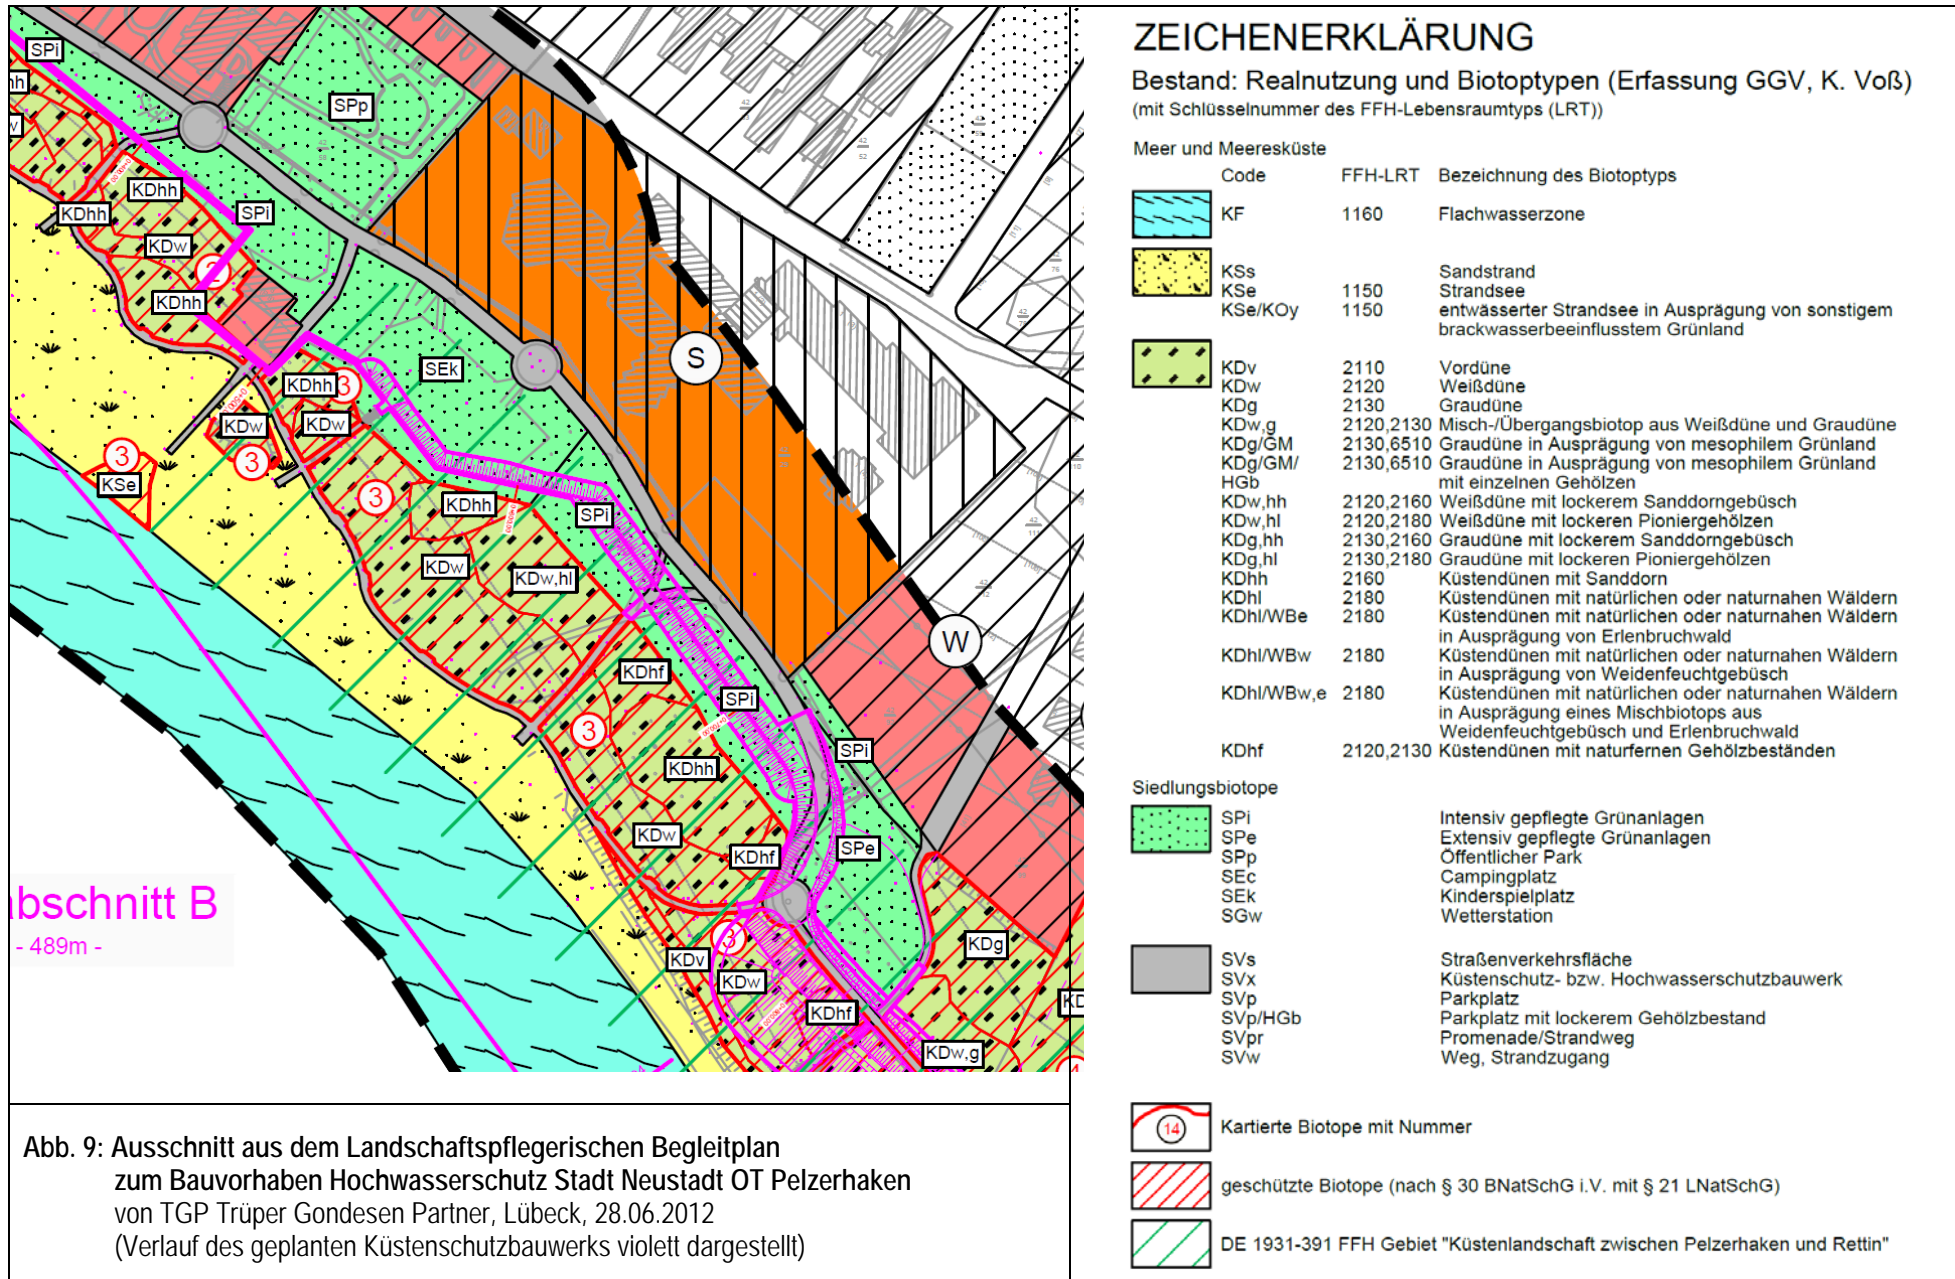 SPi
hh
w
SPp
KDhh
KDhh
SPi
KDw
2
KDhh
SEk
KDhh
3
KDw
KDw
3
3
KSe
3
KDhh
SPi
KDw
KDw,hl
S
W
KDhf
SPi
3
SPi
KDhh
KDw
KDhf
SPe
3
KDv
KDw
KDg
KDhf
KD
KDw,g
abschnitt B
- 489m -
Abb. 9: Ausschnitt aus dem Landschaftspflegerischen Begleitplan
zum Bauvorhaben Hochwasserschutz Stadt Neustadt OT Pelzerhaken
von TGP Trüper Gondesen Partner, Lübeck, 28.06.2012
(Verlauf des geplanten Küstenschutzbauwerks violett dargestellt)
ZEICHENERKLÄRUNG
Bestand: Realnutzung und Biotoptypen (Erfassung GGV, K. Voß)
(mit Schlüsselnummer des FFH-Lebensraumtyps (LRT))
Meer und Meeresküste
Code FFH-LRT Bezeichnung des Biotoptyps
KF 1160 Flachwasserzone
KSs Sandstrand
KSe 1150 Strandsee
KSe/KOy 1150 entwässerter Strandsee in Ausprägung von sonstigem
brackwasserbeeinflusstem Grünland
KDv 2110 Vordüne
KDw 2120 Weißdüne
KDg 2130 Graudüne
KDw,g 2120,2130 Misch-/Übergangsbiotop aus Weißdüne und Graudüne
KDg/GM 2130,6510 Graudüne in Ausprägung von mesophilem Grünland
KDg/GM/ 2130,6510 Graudüne in Ausprägung von mesophilem Grünland
HGb mit einzelnen Gehölzen
KDw,hh 2120,2160 Weißdüne mit lockerem Sanddorngebüsch
KDw,hl 2120,2180 Weißdüne mit lockeren Pioniergehölzen
KDg,hh 2130,2160 Graudüne mit lockerem Sanddorngebüsch
KDg,hl 2130,2180 Graudüne mit lockeren Pioniergehölzen
KDhh 2160 Küstendünen mit Sanddorn
KDhl 2180 Küstendünen mit natürlichen oder naturnahen Wäldern
KDhl/WBe 2180 Küstendünen mit natürlichen oder naturnahen Wäldern
in Ausprägung von Erlenbruchwald
KDhl/WBw 2180 Küstendünen mit natürlichen oder naturnahen Wäldern
in Ausprägung von Weidenfeuchtgebüsch
KDhl/WBw,e 2180 Küstendünen mit natürlichen oder naturnahen Wäldern
in Ausprägung eines Mischbiotops aus
Weidenfeuchtgebüsch und Erlenbruchwald
KDhf 2120,2130 Küstendünen mit naturfernen Gehölzbeständen
Siedlungsbiotope
SPi Intensiv gepflegte Grünanlagen
SPe Extensiv gepflegte Grünanlagen
SPp Öffentlicher Park
SEc Campingplatz
SEk Kinderspielplatz
SGw Wetterstation
SVs Straßenverkehrsfläche
SVx Küstenschutz- bzw. Hochwasserschutzbauwerk
SVp Parkplatz
SVp/HGb Parkplatz mit lockerem Gehölzbestand
SVpr Promenade/Strandweg
SVw Weg, Strandzugang
14 Kartierte Biotope mit Nummer
geschützte Biotope (nach § 30 BNatSchG i.V. mit § 21 LNatSchG)
DE 1931-391 FFH Gebiet "Küstenlandschaft zwischen Pelzerhaken und Rettin"